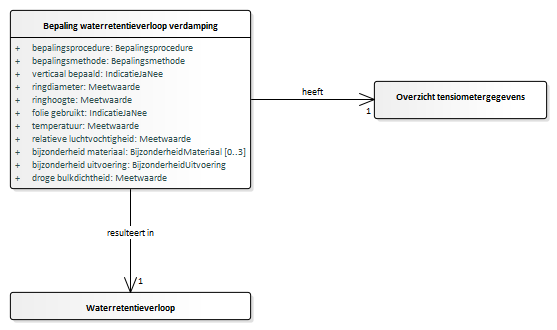 Bepaling waterretentieverloop verdamping
+ bepalingsprocedure: Bepalingsprocedure
+ bepalingsmethode: Bepalingsmethode
+ verticaal bepaald: IndicatieJaNee
+ ringdiameter: Meetwaarde
+ ringhoogte: Meetwaarde
+ folie gebruikt: IndicatieJaNee
+ temperatuur: Meetwaarde
+ relatieve luchtvochtigheid: Meetwaarde
+ bijzonderheid materiaal: BijzonderheidMateriaal [0..3]
+ bijzonderheid uitvoering: BijzonderheidUitvoering
+ droge bulkdichtheid: Meetwaarde
heeft
1
Overzicht tensiometergegevens
resulteert in
1
Waterretentieverloop